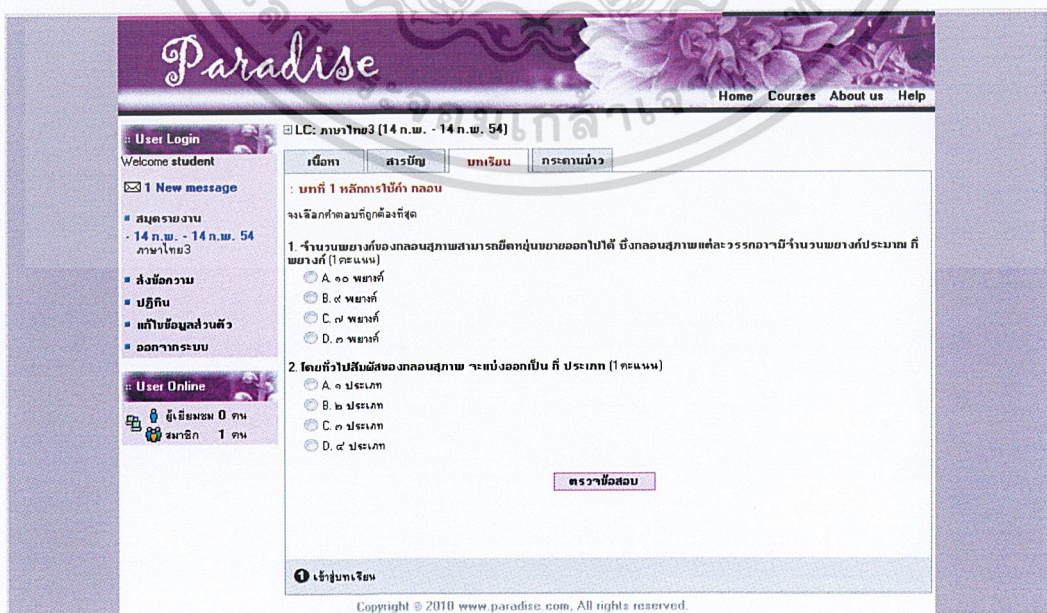 Paradise
Home Courses About us Help
:: User Login
Welcome student
1 New message
สมุดรายงาน
- 14 ก.พ. - 14 ก.พ. 54
ภาษาไทย3
ส่งข้อความ
ปฏิทิน
แก้ไขข้อมูลส่วนตัว
ออกจากระบบ
:: User Online
ผู้เยี่ยมชม 0 คน
สมาชิก 1 คน
LC: ภาษาไทย3 (14 ก.พ. - 14 ก.พ. 54)
เนื้อหา สารบัญ บทเรียน กระดานข่าว
: บทที่ 1 หลักการใช้คำ กลอน
จงเลือกคำตอบที่ถูกต้องที่สุด
1. จำนวนพยางค์ของกลอนสุภาพสามารถยืดหยุ่นขยายออกไปได้ ซึ่งกลอนสุภาพแต่ละวรรคอาจมีจำนวนพยางค์ประมาณ กี่
พยางค์ (1 คะแนน)
A. ๑๐ พยางค์
B. ๙ พยางค์
C. ๗ พยางค์
D. ๓ พยางค์
2. โดยทั่วไปสัมผัสของกลอนสุภาพ จะแบ่งออกเป็น กี่ ประเภท (1 คะแนน)
A. ๑ ประเภท
B. ๒ ประเภท
C. ๓ ประเภท
D. ๔ ประเภท
ตรวจข้อสอบ
1 เข้าสู่บทเรียน
Copyright © 2010 www.paradise.com, All rights reserved.